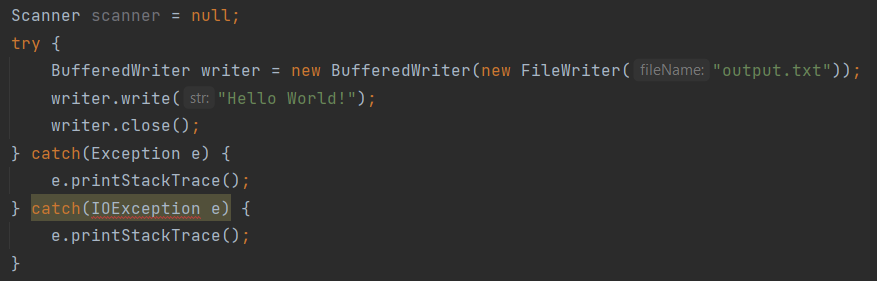 Scanner scanner = null;
try {
    BufferedWriter writer = new BufferedWriter(new FileWriter( fileName: "output.txt"));
    writer.write( str: "Hello World!");
    writer.close();
} catch(Exception e) {
    e.printStackTrace();
} catch(IOException e) {
    e.printStackTrace();
}